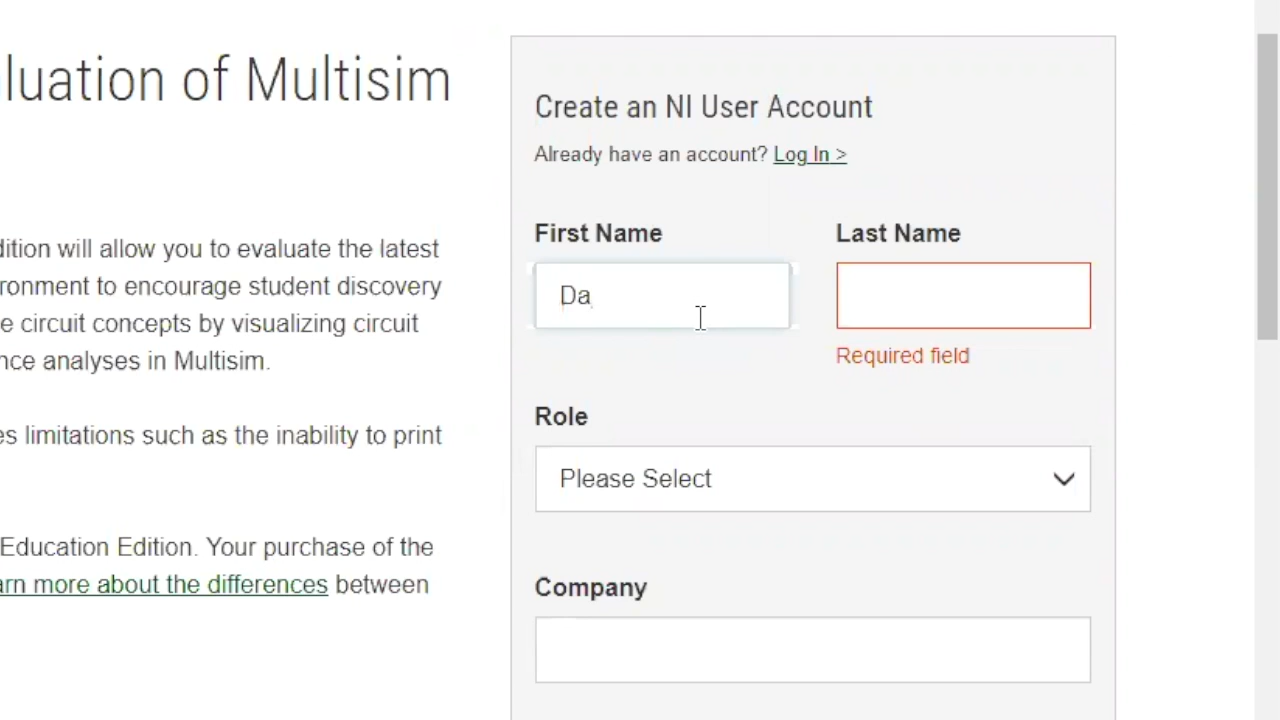 luation of Multisim
dition will allow you to evaluate the latest
ronment to encourage student discovery
e circuit concepts by visualizing circuit
nce analyses in Multisim.
es limitations such as the inability to print
Education Edition. Your purchase of the
arn more about the differences between
Create an NI User Account
Already have an account? Log In >
First Name
Last Name
Da
Required field
Role
Please Select
Company